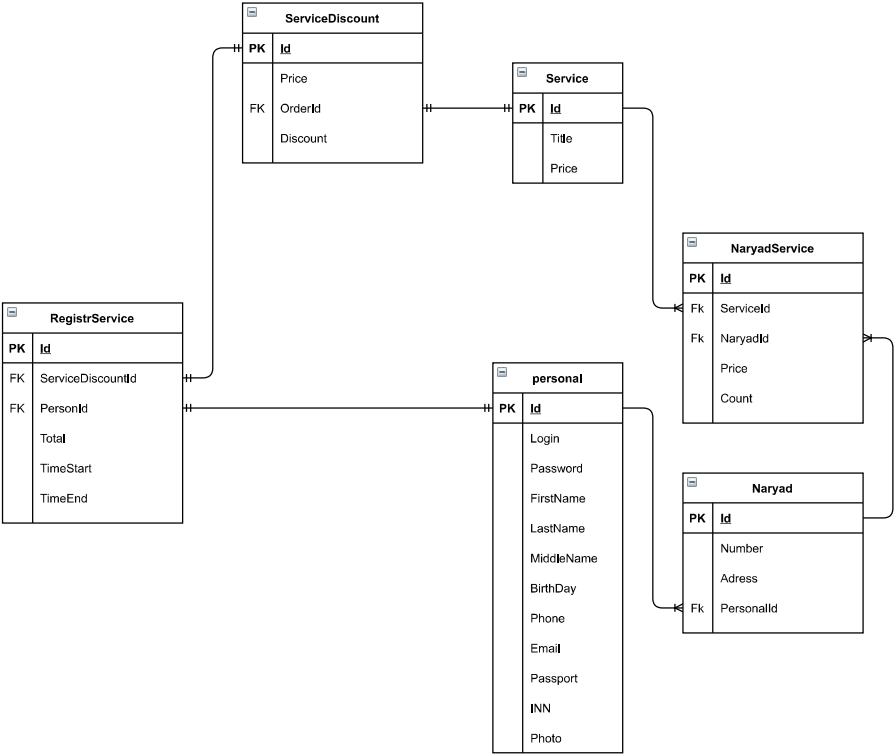 ServiceDiscount
PK Id
Price
FK OrderId
Discount
Service
PK Id
Title
Price
NaryadService
PK Id
Fk ServiceId
Fk NaryadId
Price
Count
RegistrService
PK Id
FK ServiceDiscountId
FK PersonId
Total
TimeStart
TimeEnd
personal
PK Id
Login
Password
FirstName
LastName
MiddleName
BirthDay
Phone
Email
Passport
INN
Photo
Naryad
PK Id
Number
Adress
Fk PersonalId